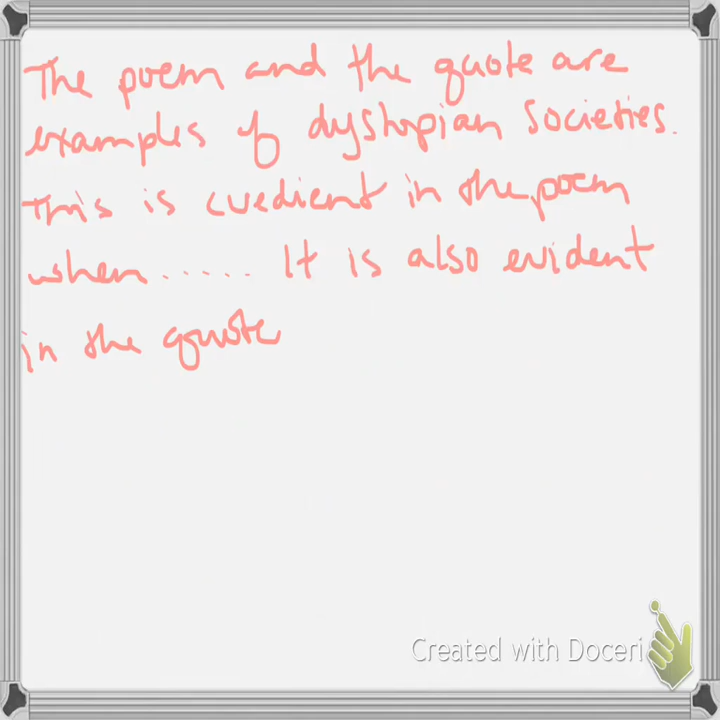 The poem and the quote are
examples of dystopian societies.
This is cuedient in the poem
when ..... It is also evident
in the quote
Created with Doceri